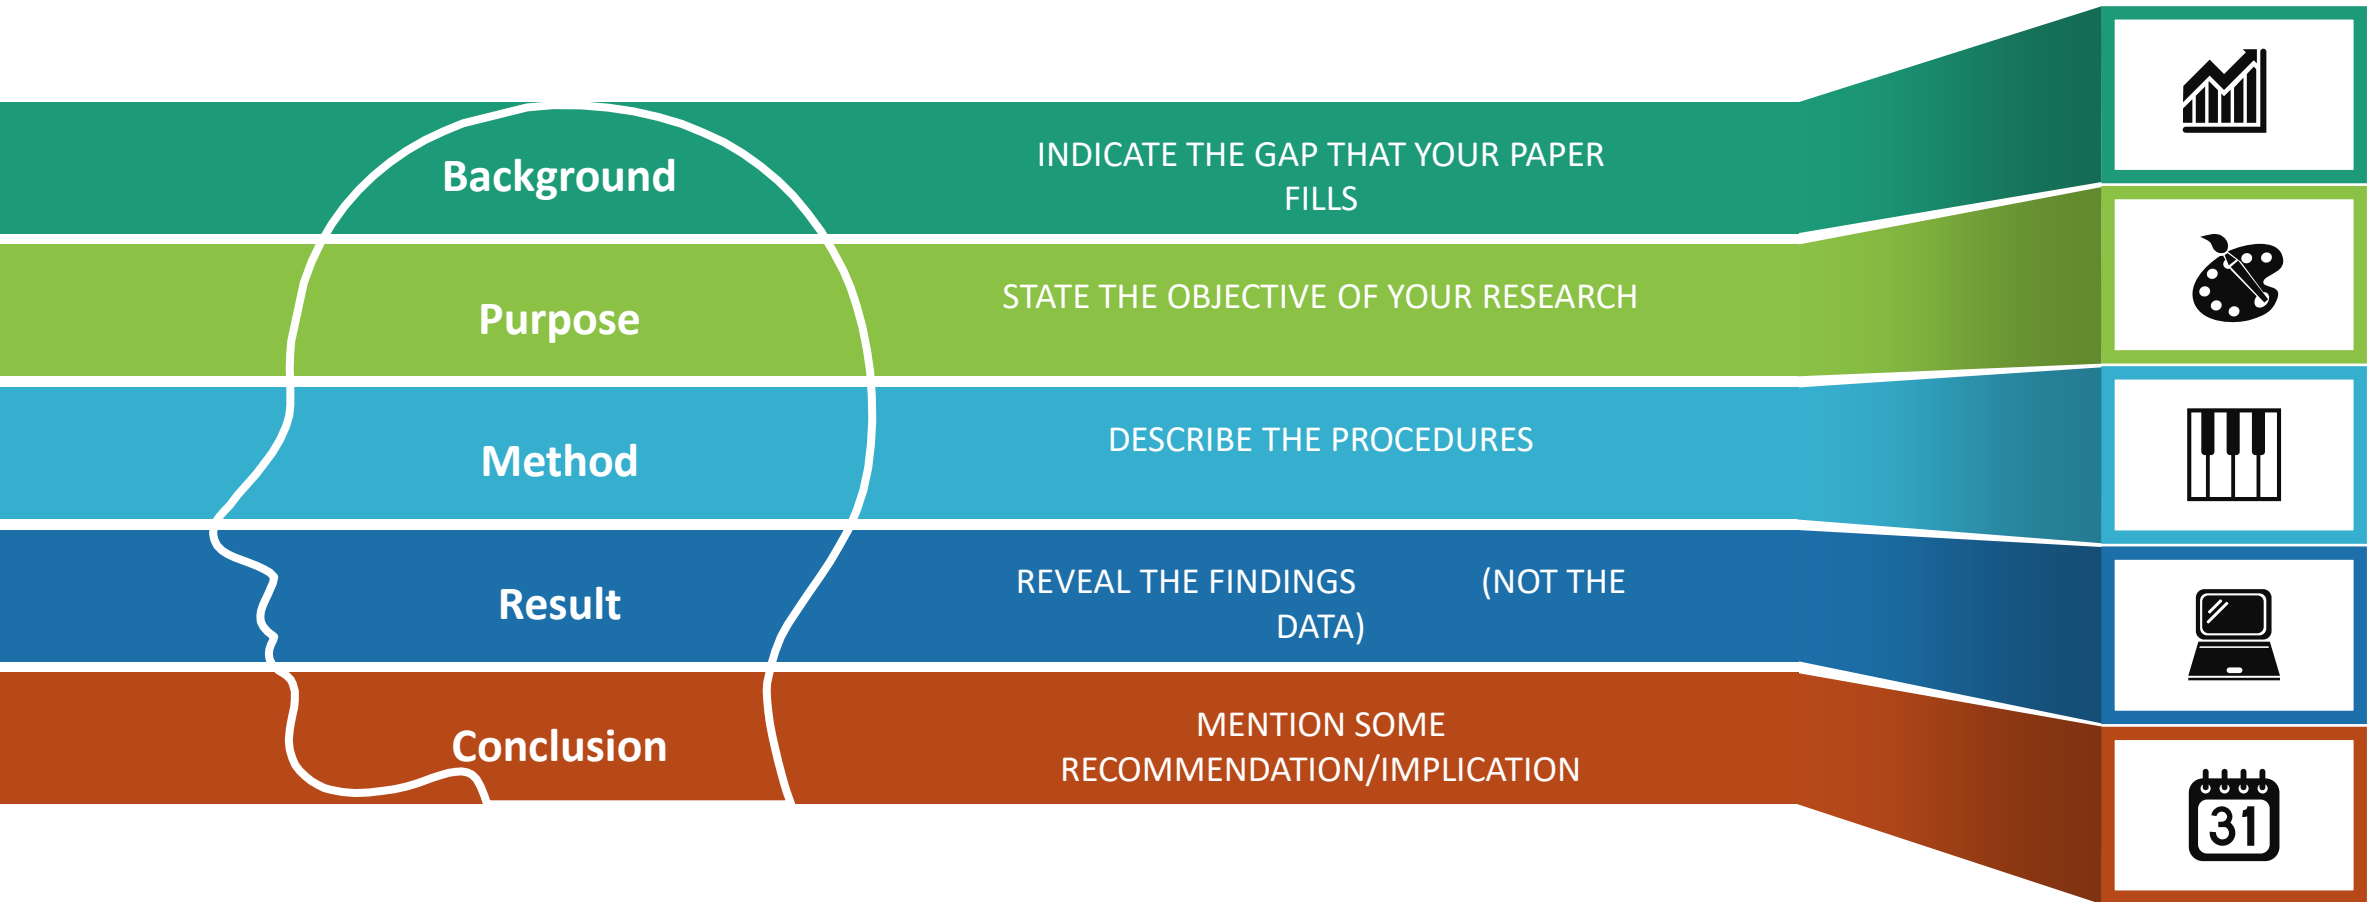 Background
INDICATE THE GAP THAT YOUR PAPER
FILLS
Purpose
STATE THE OBJECTIVE OF YOUR RESEARCH
Method
DESCRIBE THE PROCEDURES
Result
REVEAL THE FINDINGS (NOT THE
DATA)
Conclusion
MENTION SOME
RECOMMENDATION/IMPLICATION
31